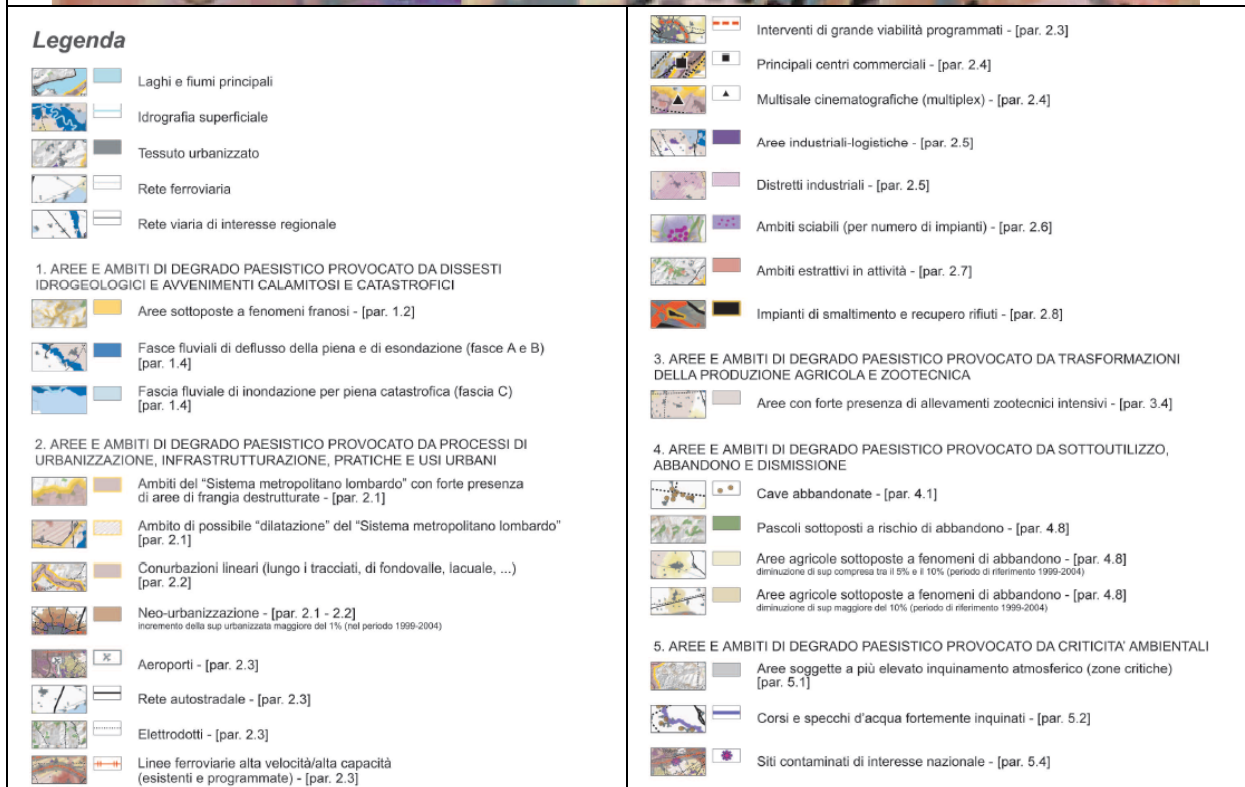 Legenda
Laghi e fiumi principali
Idrografia superficiale
Tessuto urbanizzato
Rete ferroviaria
Rete viaria di interesse regionale
1. AREE E AMBITI DI DEGRADO PAESISTICO PROVOCATO DA DISSESTI
IDROGEOLOGICI E AVVENIMENTI CALAMITOSI E CATASTROFICI
Aree sottoposte a fenomeni franosi - [par. 1.2]
Fasce fluviali di deflusso della piena e di esondazione (fasce A e B)
[par. 1.4]
Fascia fluviale di inondazione per piena catastrofica (fascia C)
[par. 1.4]
2. AREE E AMBITI DI DEGRADO PAESISTICO PROVOCATO DA PROCESSI DI
URBANIZZAZIONE, INFRASTRUTTURAZIONE, PRATICHE E USI URBANI
Ambiti del “Sistema metropolitano lombardo” con forte presenza
di aree di frangia destrutturate - [par. 2.1]
Ambito di possibile “dilatazione” del “Sistema metropolitano lombardo”
[par. 2.1]
Conurbazioni lineari (lungo i tracciati, di fondovalle, lacuale, ...)
[par. 2.2]
Neo-urbanizzazione - [par. 2.1 - 2.2]
incremento della sup urbanizzata maggiore del 1% (nel periodo 1999-2004)
Aeroporti - [par. 2.3]
Rete autostradale - [par. 2.3]
Elettrodotti - [par. 2.3]
Linee ferroviarie alta velocità/alta capacità
(esistenti e programmate) - [par. 2.3]
Interventi di grande viabilità programmati - [par. 2.3]
Principali centri commerciali - [par. 2.4]
Multisale cinematografiche (multiplex) - [par. 2.4]
Aree industriali-logistiche - [par. 2.5]
Distretti industriali - [par. 2.5]
Ambiti sciabili (per numero di impianti) - [par. 2.6]
Ambiti estrattivi in attività - [par. 2.7]
Impianti di smaltimento e recupero rifiuti - [par. 2.8]
3. AREE E AMBITI DI DEGRADO PAESISTICO PROVOCATO DA TRASFORMAZIONI
DELLA PRODUZIONE AGRICOLA E ZOOTECNICA
Aree con forte presenza di allevamenti zootecnici intensivi - [par. 3.4]
4. AREE E AMBITI DI DEGRADO PAESISTICO PROVOCATO DA SOTTOUTILIZZO,
ABBANDONO E DISMISSIONE
Cave abbandonate - [par. 4.1]
Pascoli sottoposti a rischio di abbandono - [par. 4.8]
Aree agricole sottoposte a fenomeni di abbandono - [par. 4.8]
diminuzione di sup compresa tra il 5% e il 10% (periodo di riferimento 1999-2004)
Aree agricole sottoposte a fenomeni di abbandono - [par. 4.8]
diminuzione di sup maggiore del 10% (periodo di riferimento 1999-2004)
5. AREE E AMBITI DI DEGRADO PAESISTICO PROVOCATO DA CRITICITA’ AMBIENTALI
Aree soggette a più elevato inquinamento atmosferico (zone critiche)
[par. 5.1]
Corsi e specchi d’acqua fortemente inquinati - [par. 5.2]
Siti contaminati di interesse nazionale - [par. 5.4]